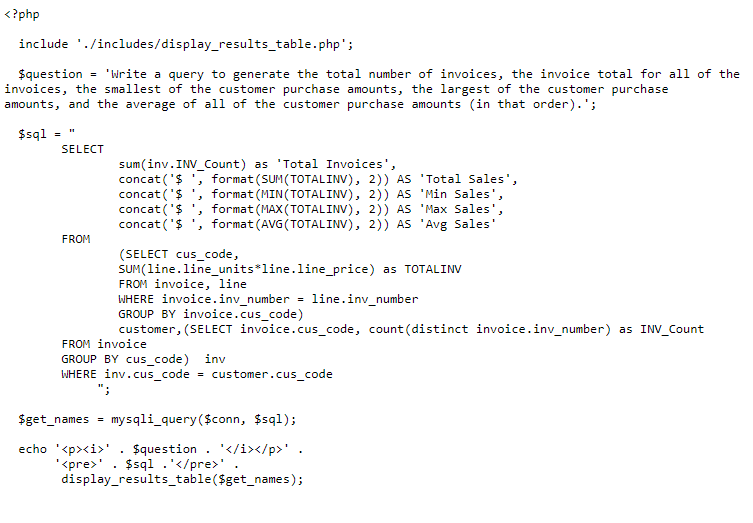 <?php
include './includes/display_results_table.php';
$question = 'Write a query to generate the total number of invoices, the invoice total for all of the
invoices, the smallest of the customer purchase amounts, the largest of the customer purchase
amounts, and the average of all of the customer purchase amounts (in that order).';
$sql = "
SELECT
sum(inv.INV_Count) as 'Total Invoices',
concat('$ ', format(SUM(TOTALINV), 2)) AS 'Total Sales',
concat('$ ', format(MIN(TOTALINV), 2)) AS 'Min Sales',
concat('$ ', format(MAX(TOTALINV), 2)) AS 'Max Sales',
concat('$ ', format(AVG(TOTALINV), 2)) AS 'Avg Sales'
FROM
(SELECT cus_code,
SUM(line.line_units*line.line_price) as TOTALINV
FROM invoice, line
WHERE invoice.inv_number = line.inv_number
GROUP BY invoice.cus_code)
customer,(SELECT invoice.cus_code, count(distinct invoice.inv_number) as INV_Count
FROM invoice
GROUP BY cus_code)  inv
WHERE inv.cus_code = customer.cus_code
";
$get_names = mysqli_query($conn, $sql);
echo '<p><i>' . $question . '</i></p>' .
'<pre>' . $sql .'</pre>' .
display_results_table($get_names);